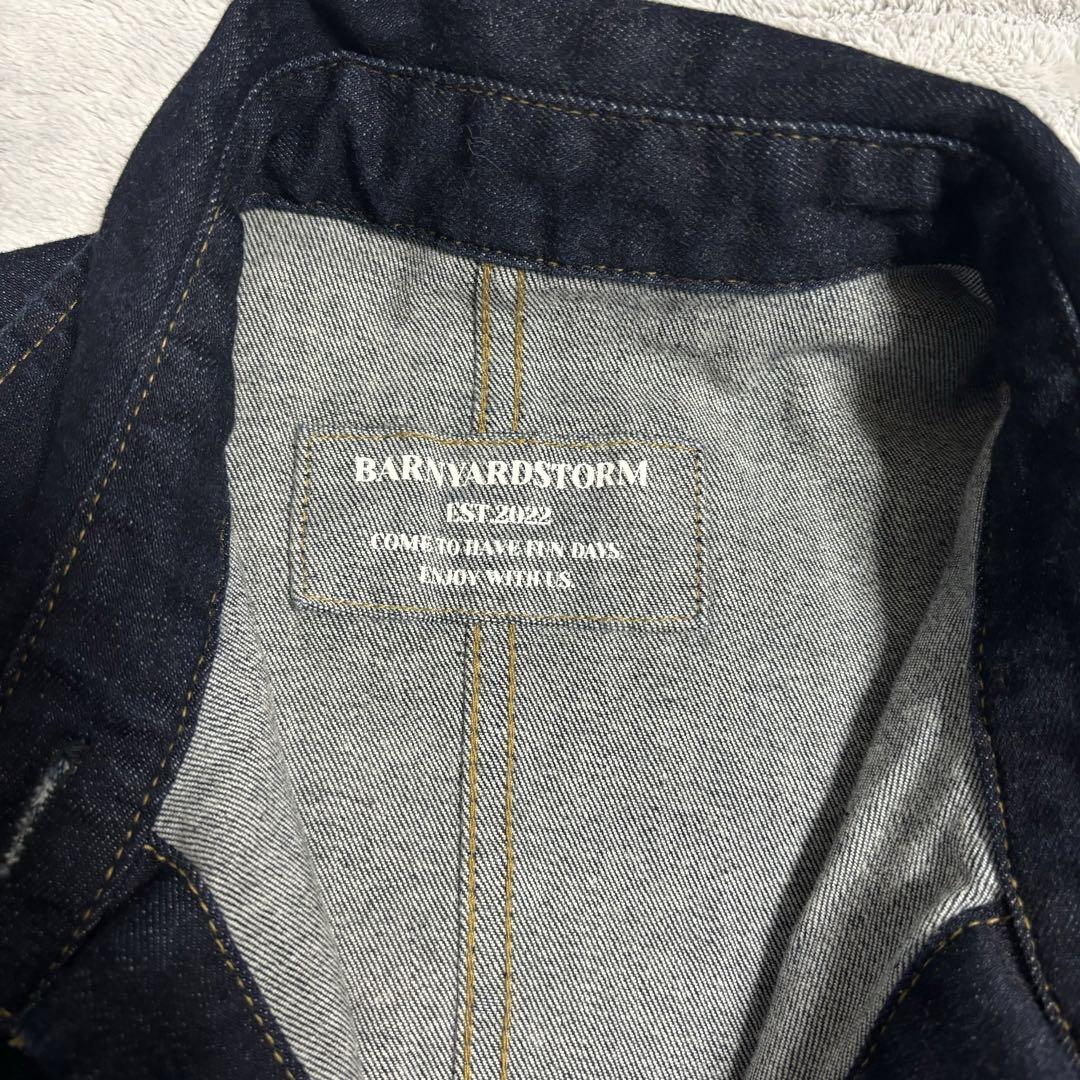 BARNYARDSTORM
EST.2022
COME TO HAVE FUN DAYS.
ENJOY WITH US.